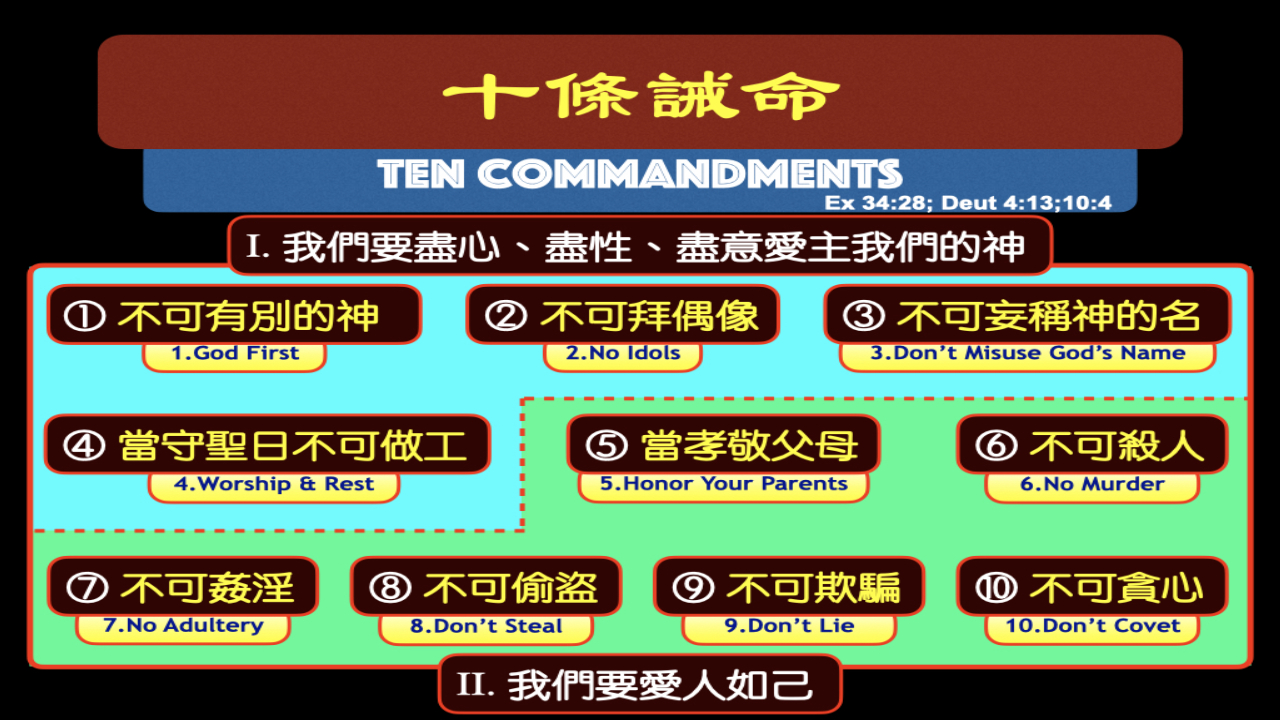 十條誡命
TEN COMMANDMENTS
Ex 34:28; Deut 4:13;10:4
I. 我們要盡心、盡性、盡意愛主我們的神
① 不可有別的神
1.God First
② 不可拜偶像
2.No Idols
③ 不可妄稱神的名
3.Don’t Misuse God’s Name
④ 當守聖日不可做工
4.Worship & Rest
⑤ 當孝敬父母
5.Honor Your Parents
⑥ 不可殺人
6.No Murder
⑦ 不可姦淫
7.No Adultery
⑧ 不可偷盜
8.Don’t Steal
⑨ 不可欺騙
9.Don’t Lie
⑩ 不可貪心
10.Don’t Covet
II. 我們要愛人如己